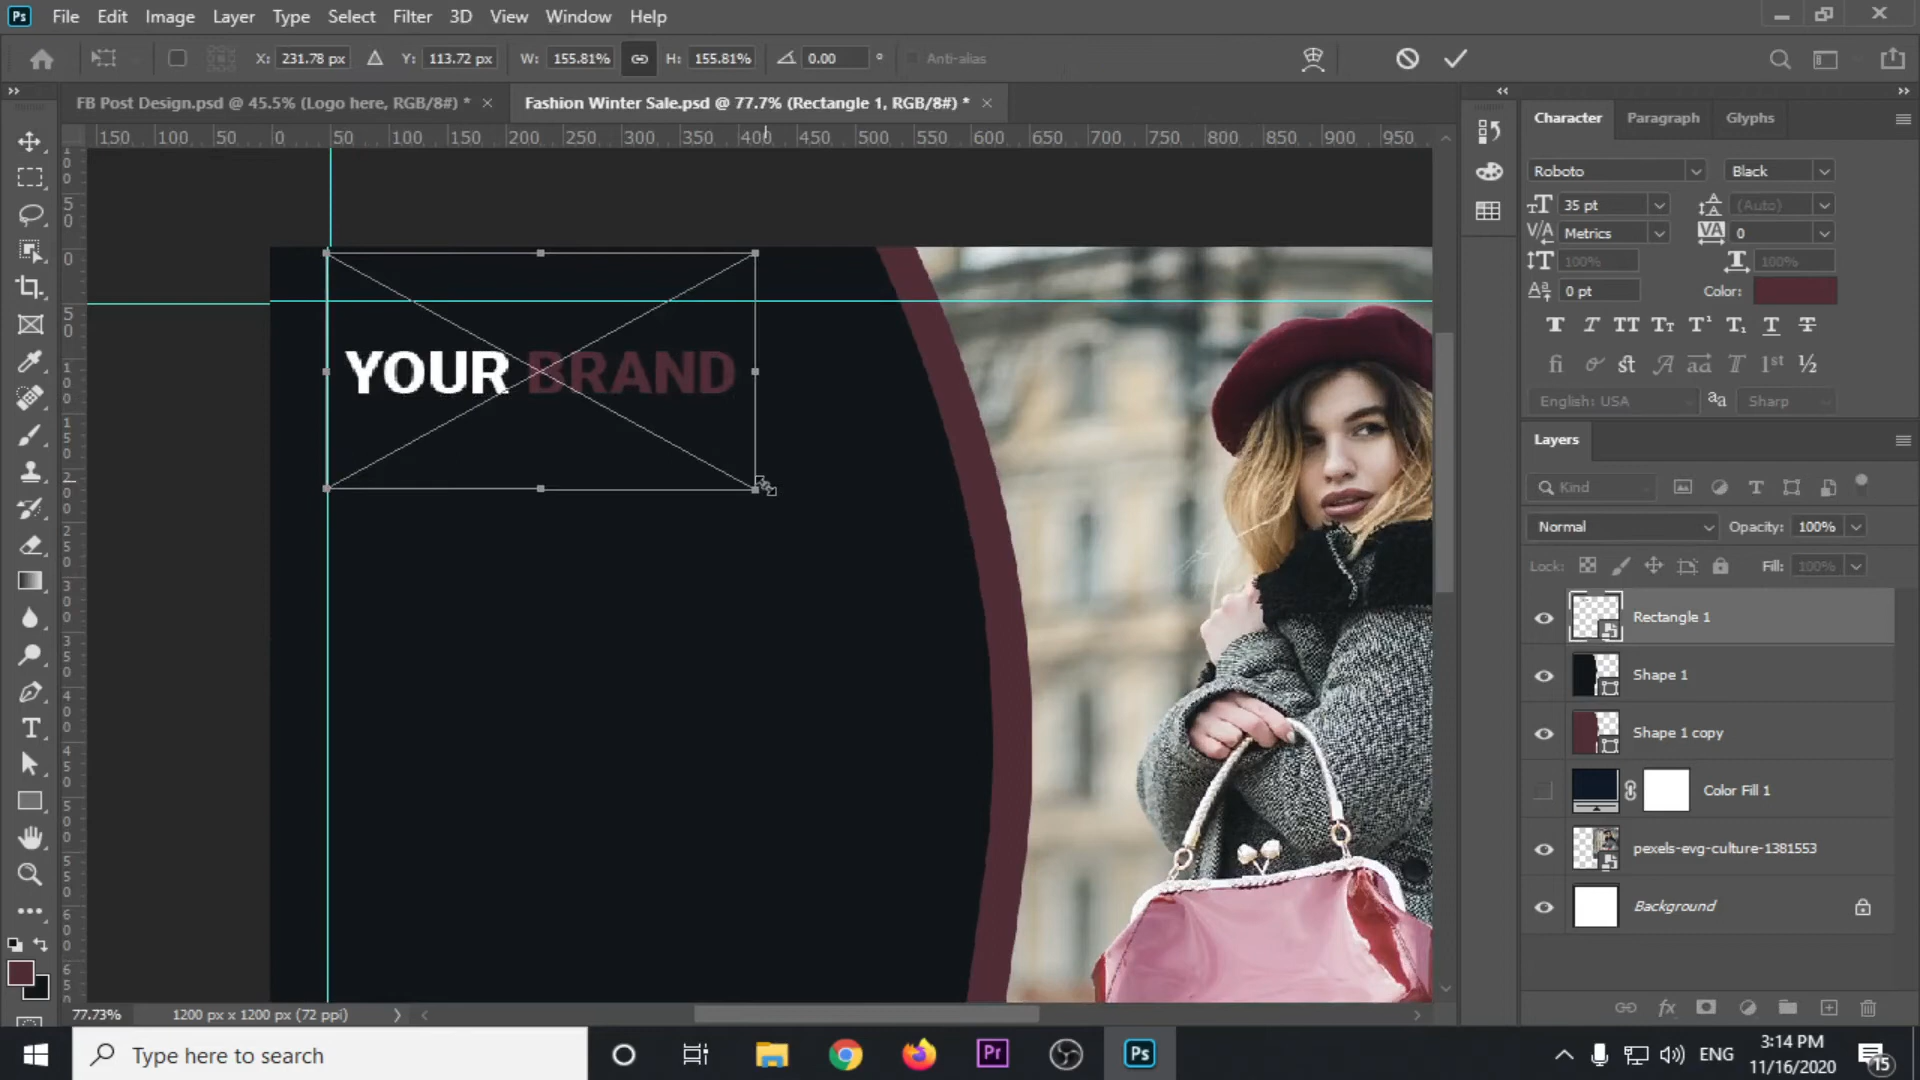 Ps File Edit Image Layer Type Select Filter 3D View Window Help
X: 231.78 px Y: 113.72 px W: 155.81% H: 155.81% 0.00 ° Anti-alias
FB Post Design.psd @ 45.5% (Logo here, RGB/8#) * Fashion Winter Sale.psd @ 77.7% (Rectangle 1, RGB/8#) *
150 100 50 0 50 100 150 200 250 300 350 400 450 500 550 600 650 700 750 800 850 900 950
YOUR BRAND
Character Paragraph Glyphs
Roboto Black
35 pt (Auto)
Metrics 0
100% 100%
0 pt Color:
English: USA Sharp
Layers
Kind
Normal Opacity: 100%
Lock: Fill: 100%
Rectangle 1
Shape 1
Shape 1 copy
Color Fill 1
pexels-evg-culture-1381553
Background
77.73% 1200 px x 1200 px (72 ppi)
Type here to search
Pr Ps
ENG
3:14 PM
11/16/2020
15